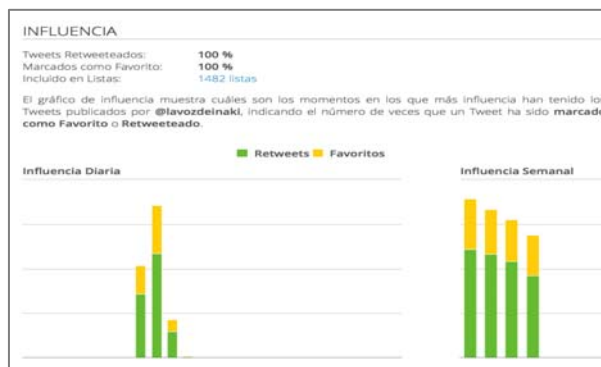 INFLUENCIA
Tweets Retweeteados: 100 %
Marcados como Favorito: 100 %
Incluido en Listas: 1482 listas
El gráfico de influencia muestra cuáles son los momentos en los que más influencia han tenido lo
Tweets publicados por @lavozdeinaki, indicando el número de veces que un Tweet ha sido marcado
como Favorito o Retweeteado.
Retweets Favoritos
Influencia Diaria Influencia Semanal